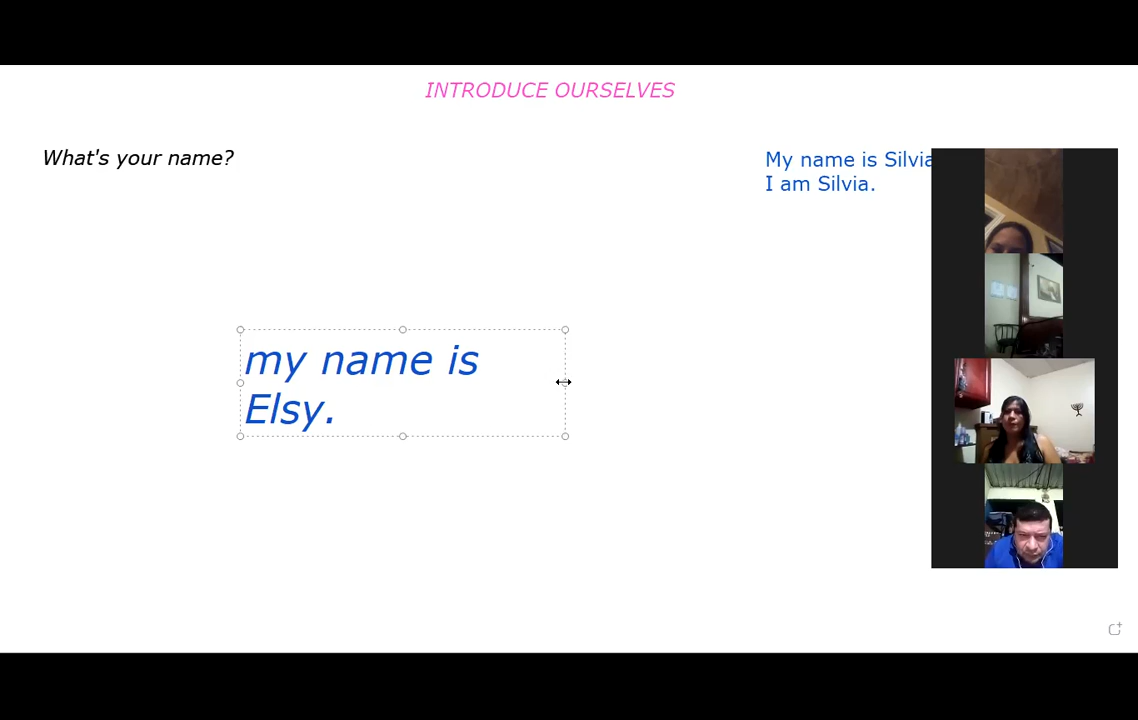 INTRODUCE OURSELVES
What's your name?
My name is Silvia
I am Silvia.
my name is
Elsy.